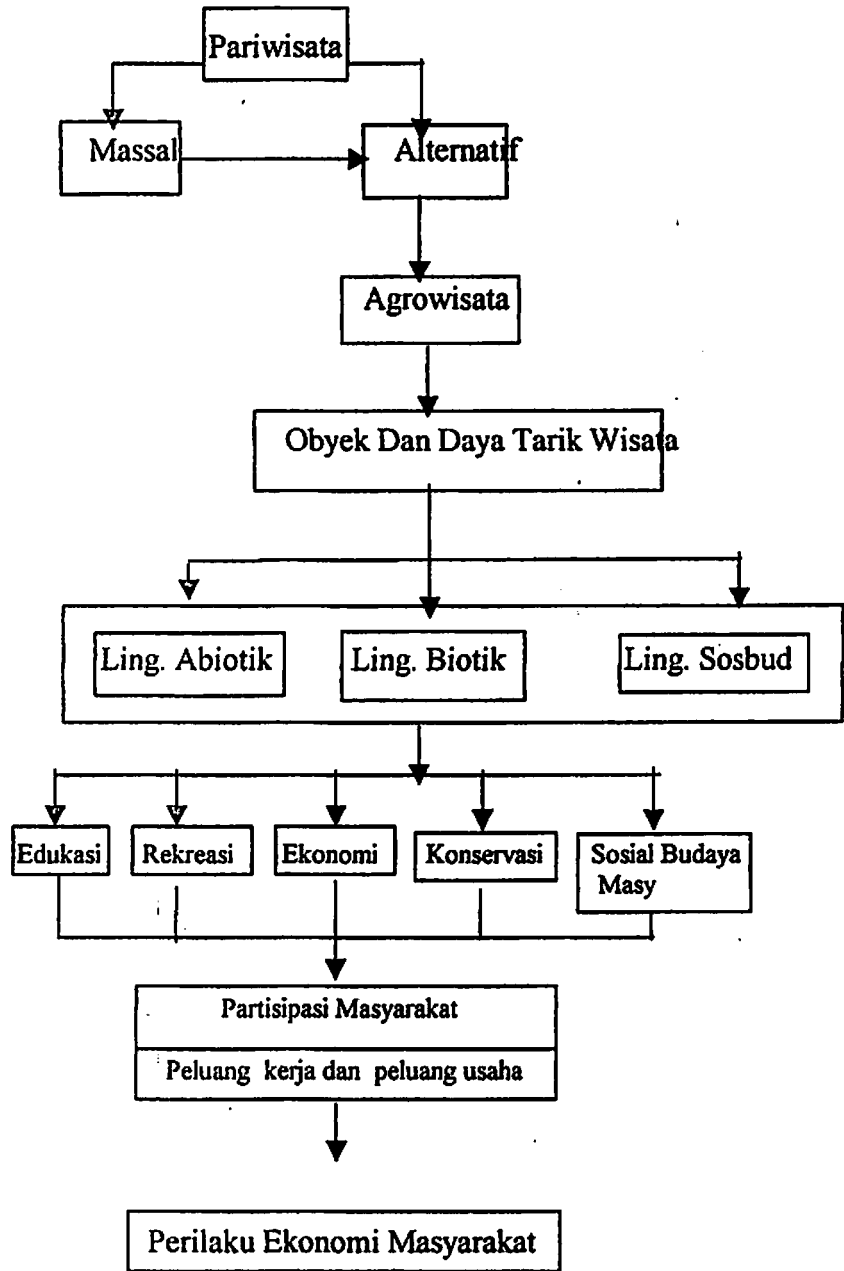 Pariwisata
Massal
Alternatif
Agrowisata
Obyek Dan Daya Tarik Wisata
Ling. Abiotik
Ling. Biotik
Ling. Sosbud
Edukasi
Rekreasi
Ekonomi
Konservasi
Sosial Budaya
Masy
Partisipasi Masyarakat
Peluang kerja dan peluang usaha
Perilaku Ekonomi Masyarakat